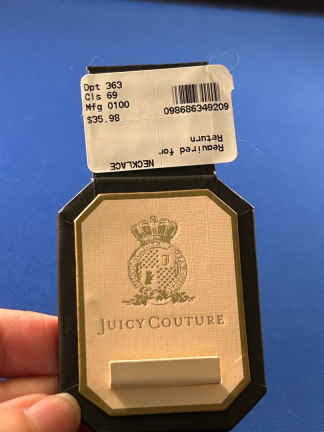 Dpt 363
Cls 69
Mfg 0100
$35.98
098686349209
Required for
Return
NECKLACE
JUICY COUTURE